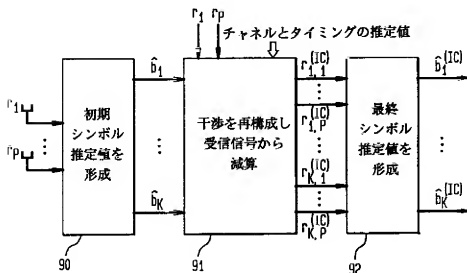 r1 rP
チャネルとタイミングの推定値
r1
⋮
rP
初期
シンボル
推定値を
形成
90
b̂1
⋮
b̂K
干渉を再構成し
受信信号から
減算
91
r1,1(IC)
⋮
r1,P(IC)
⋮
rK,1(IC)
⋮
rK,P(IC)
最終
シンボル
推定値を
形成
92
b̂1(IC)
⋮
b̂K(IC)